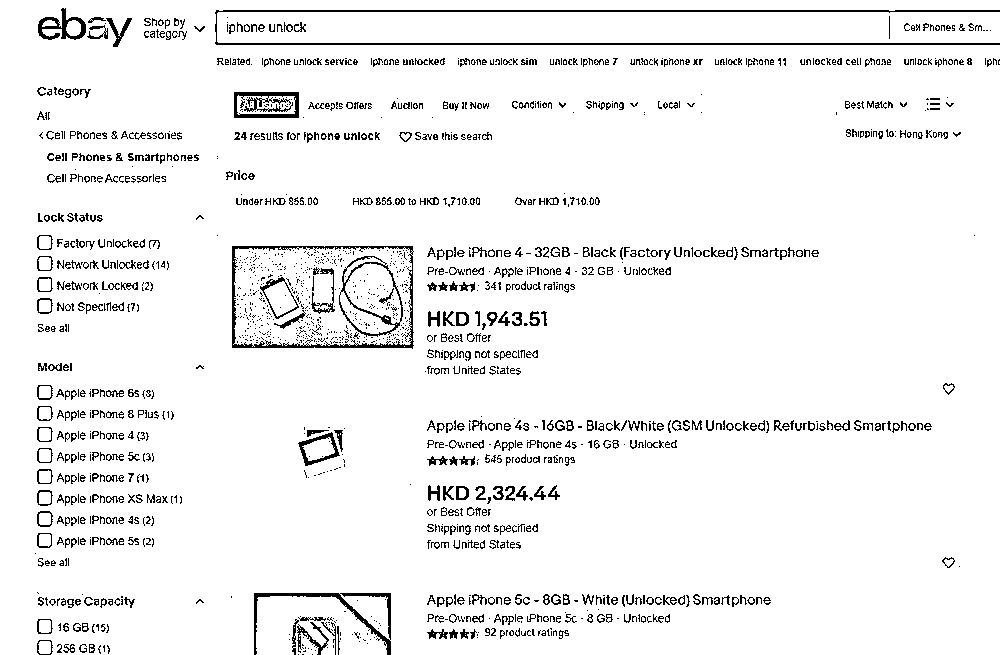 ebay
Shop by category
iphone unlock
Cell Phones & Sm...
Related: iphone unlock service iphone unlocked iphone unlock sim unlock iphone 7 unlock iphone xr unlock iphone 11 unlocked cell phone unlock iphone 8
Category
All
Cell Phones & Accessories
Cell Phones & Smartphones
Cell Phone Accessories
Lock Status
Factory Unlocked (7)
Network Unlocked (14)
Network Locked (2)
Not Specified (7)
See all
Model
Apple iPhone 6s (3)
Apple iPhone 8 Plus (1)
Apple iPhone 4 (3)
Apple iPhone 5c (3)
Apple iPhone 7 (1)
Apple iPhone XS Max (1)
Apple iPhone 4s (2)
Apple iPhone 5s (2)
See all
Storage Capacity
16 GB (15)
256 GB (1)
All Listings Accepts Offers Auction Buy It Now Condition Shipping Local Best Match
24 results for iphone unlock Save this search Shipping to: Hong Kong
Price
Under HKD 855.00 HKD 855.00 to HKD 1,710.00 Over HKD 1,710.00
Apple iPhone 4 - 32GB - Black (Factory Unlocked) Smartphone
Pre-Owned · Apple iPhone 4 · 32 GB · Unlocked
341 product ratings
HKD 1,943.51
or Best Offer
Shipping not specified
from United States
Apple iPhone 4s - 16GB - Black/White (GSM Unlocked) Refurbished Smartphone
Pre-Owned · Apple iPhone 4s · 16 GB · Unlocked
545 product ratings
HKD 2,324.44
or Best Offer
Shipping not specified
from United States
Apple iPhone 5c - 8GB - White (Unlocked) Smartphone
Pre-Owned · Apple iPhone 5c · 8 GB · Unlocked
92 product ratings